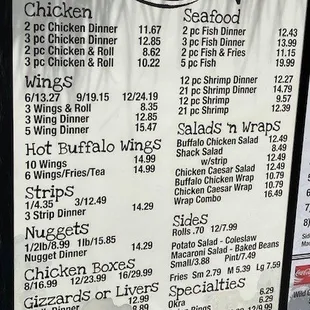 Chicken
2 pc Chicken Dinner 11.67
3 pc Chicken Dinner 12.85
2 pc Chicken & Roll 8.62
3 pc Chicken & Roll 10.22
Wings
6/13.27 9/19.15 12/24.19
3 Wings & Roll 8.35
3 Wing Dinner 12.85
5 Wing Dinner 15.47
Hot Buffalo Wings
10 Wings 14.99
6 Wings/Fries/Tea 14.99
Strips
1/4.35 3/12.49
3 Strip Dinner 14.29
Nuggets
1/2lb/8.99 1lb/15.85
Nugget Dinner 14.29
Chicken Boxes
8/16.99 12/23.99 16/29.99
Gizzards or Livers
Dinner 12.99
Seafood
2 pc Fish Dinner 12.43
3 pc Fish Dinner 13.99
2 pc Fish & Fries 11.15
5 pc Fish 19.99
12 pc Shrimp Dinner 12.27
21 pc Shrimp Dinner 14.79
12 pc Shrimp 9.57
21 pc Shrimp 12.39
Salads 'n Wraps
Buffalo Chicken Salad 12.49
Shack Salad 8.49
w/strip 12.49
Chicken Caesar Salad 12.49
Buffalo Chicken Wrap 10.79
Chicken Caesar Wrap 10.79
Wrap Combo 16.49
Sides
Rolls .70 12/7.99
Potato Salad - Coleslaw
Macaroni Salad - Baked Beans
Small/3.88 Pint/7.49
Fries Sm 2.79 M 5.39 Lg 7.59
Specialties
Okra 6.29
Rings 6.29